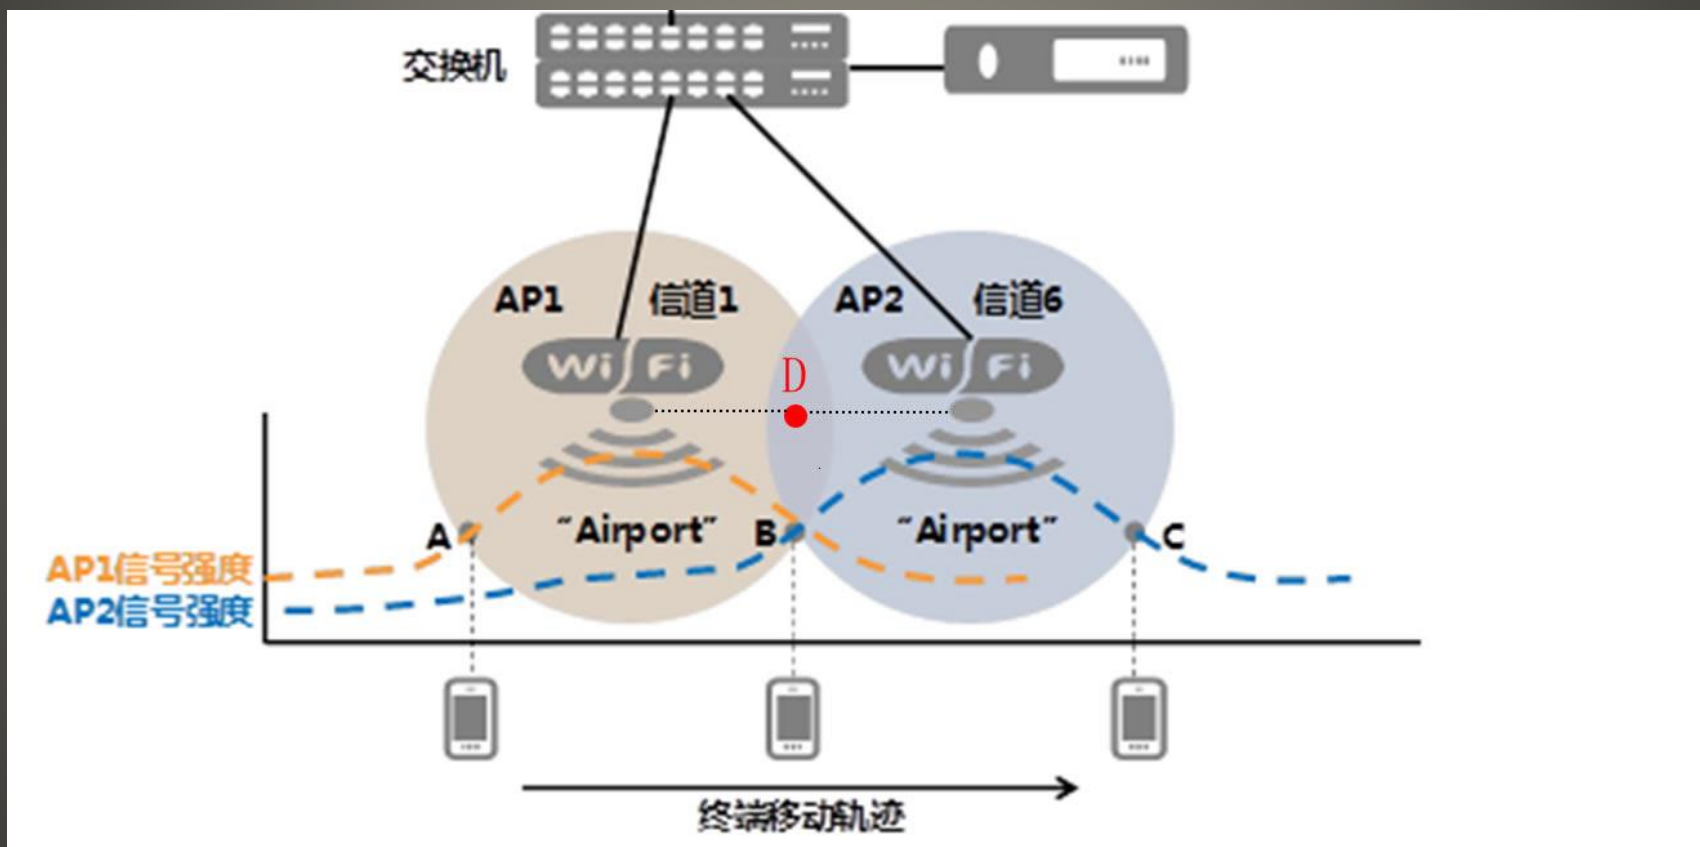 交换机
AP1 信道1
AP2 信道6
Wi Fi
Wi Fi
D
A
"Airport"
B
"Airport"
C
AP1信号强度
AP2信号强度
终端移动轨迹